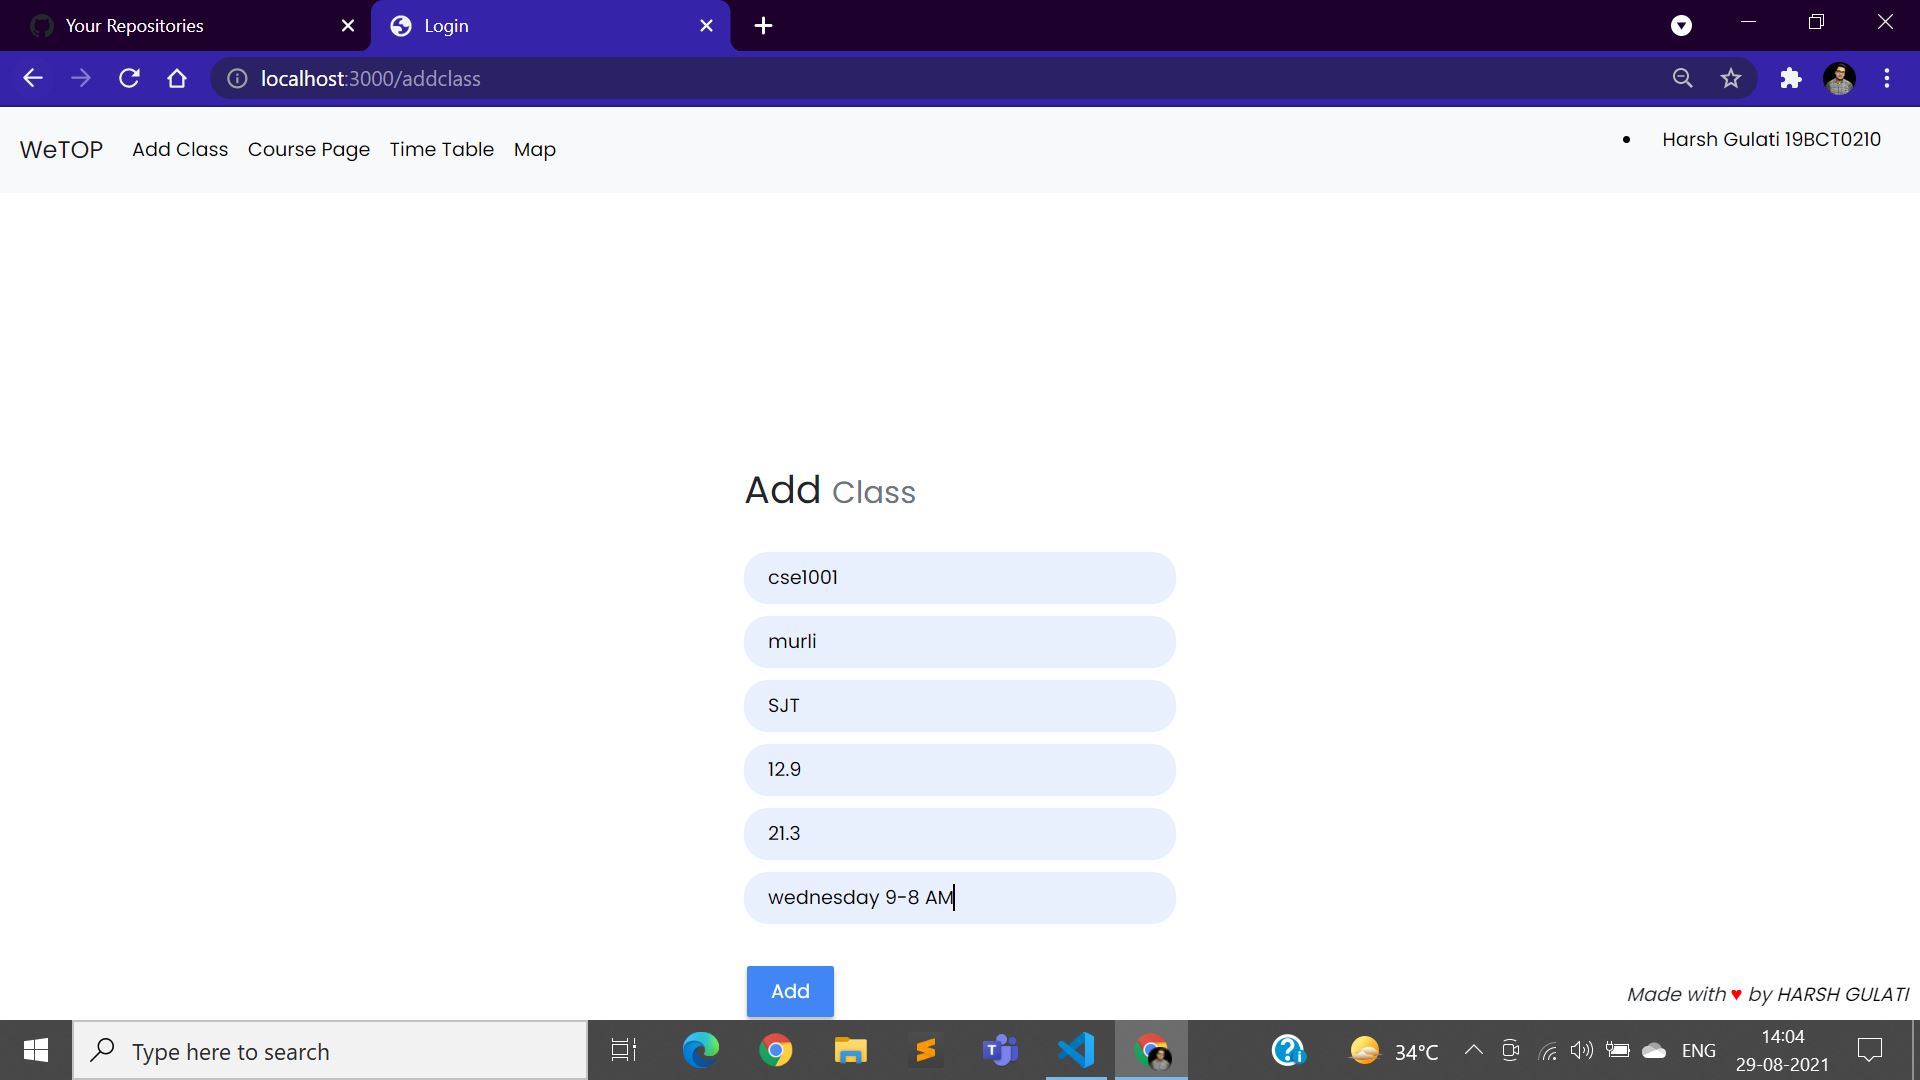 Your Repositories
Login
localhost:3000/addclass
WeTOP Add Class Course Page Time Table Map
• Harsh Gulati 19BCT0210
Add Class
cse1001
murli
SJT
12.9
21.3
wednesday 9-8 AM
Add
Made with ♥ by HARSH GULATI
Type here to search
34°C
ENG
14:04
29-08-2021